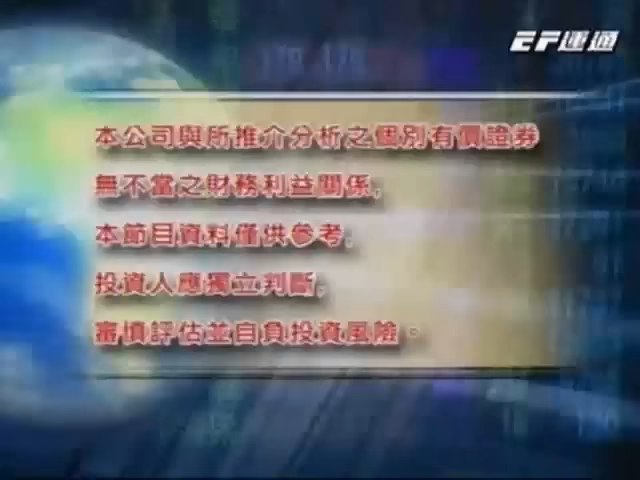 EF運通
本公司與所推介分析之個別有價證券
無不當之財務利益關係,
本節目資料僅供參考,
投資人應獨立判斷,
審慎評估並自負投資風險。